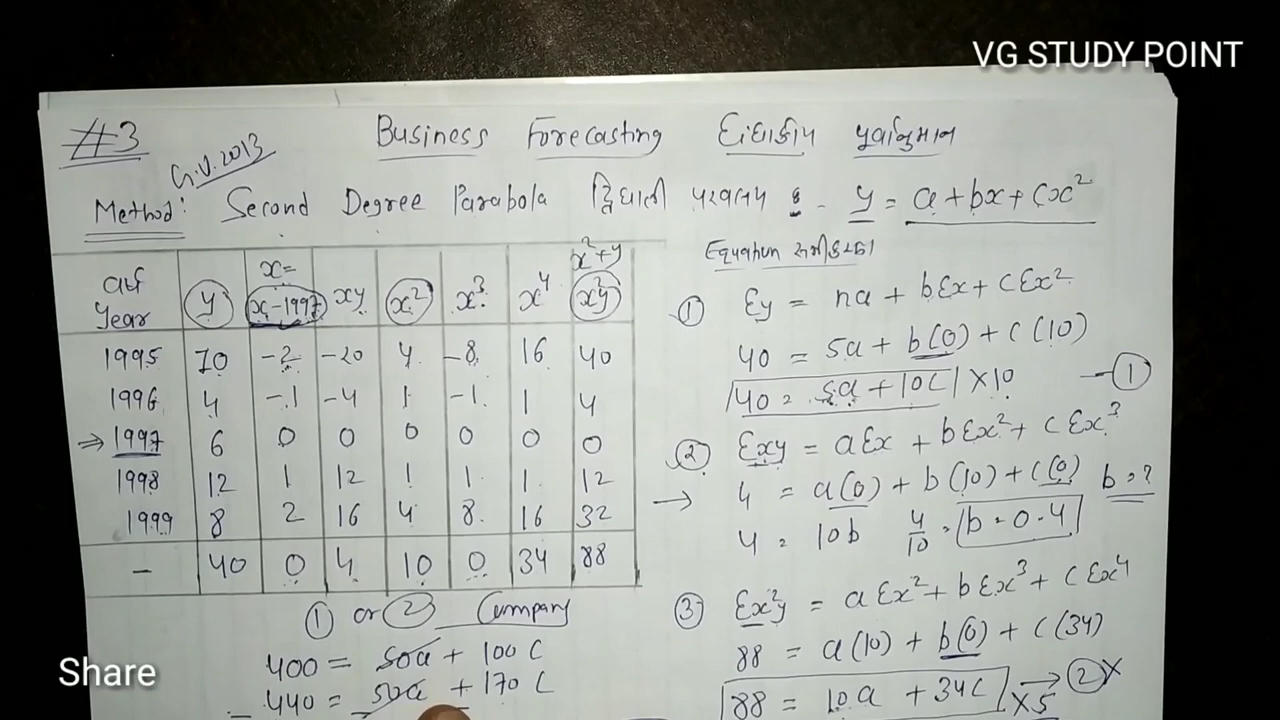 VG STUDY POINT
#3 Business Forecasting
G.U.2013
Method: Second Degree Parabola y = a + bx + cx²
Year y x= x-1997 xy x² x³ x⁴ x²+y x²y
1995 10 -2 -20 4 -8 16 40
1996 4 -1 -4 1 -1 1 4
⇒ 1997 6 0 0 0 0 0 0
1998 12 1 12 1 1 1 12
1999 8 2 16 4 8 16 32
- 40 0 4 10 0 34 88
① or ② Company
400 = 50a + 100 C
440 = 50a + 170 C
Equation
① Σy = na + bΣx + cΣx²
40 = 5a + b(0) + c(10)
40 = 5a + 10c ×10 —①
② Σxy = aΣx + bΣx² + cΣx³
→ 4 = a(0) + b(10) + c(0) b = ?
4 = 10b 4/10 = b = 0.4
③ Σx²y = aΣx² + bΣx³ + cΣx⁴
88 = a(10) + b(0) + c(34)
88 = 10a + 34c ×5 → ②×
Share